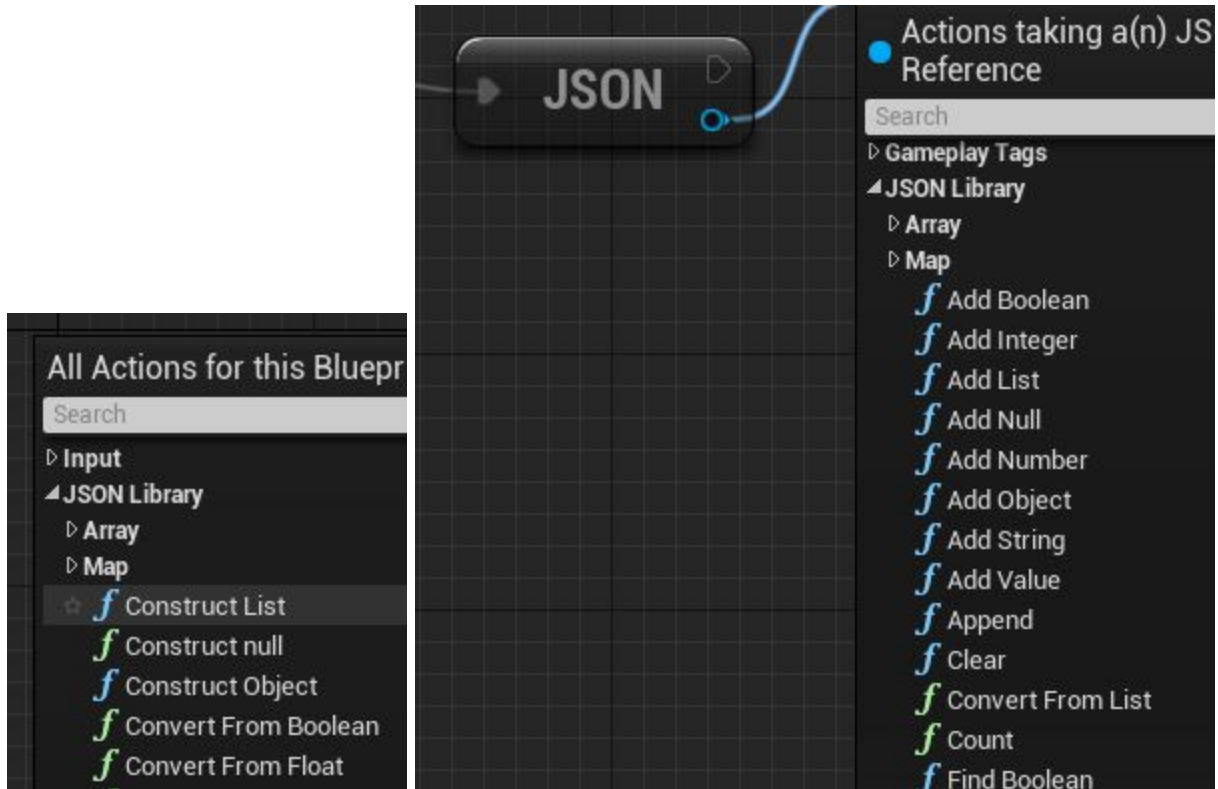 All Actions for this Bluepr
Search
Input
JSON Library
Array
Map
f Construct List
f Construct null
f Construct Object
f Convert From Boolean
f Convert From Float
JSON
Actions taking a(n) JS
Reference
Search
Gameplay Tags
JSON Library
Array
Map
f Add Boolean
f Add Integer
f Add List
f Add Null
f Add Number
f Add Object
f Add String
f Add Value
f Append
f Clear
f Convert From List
f Count
f Find Boolean